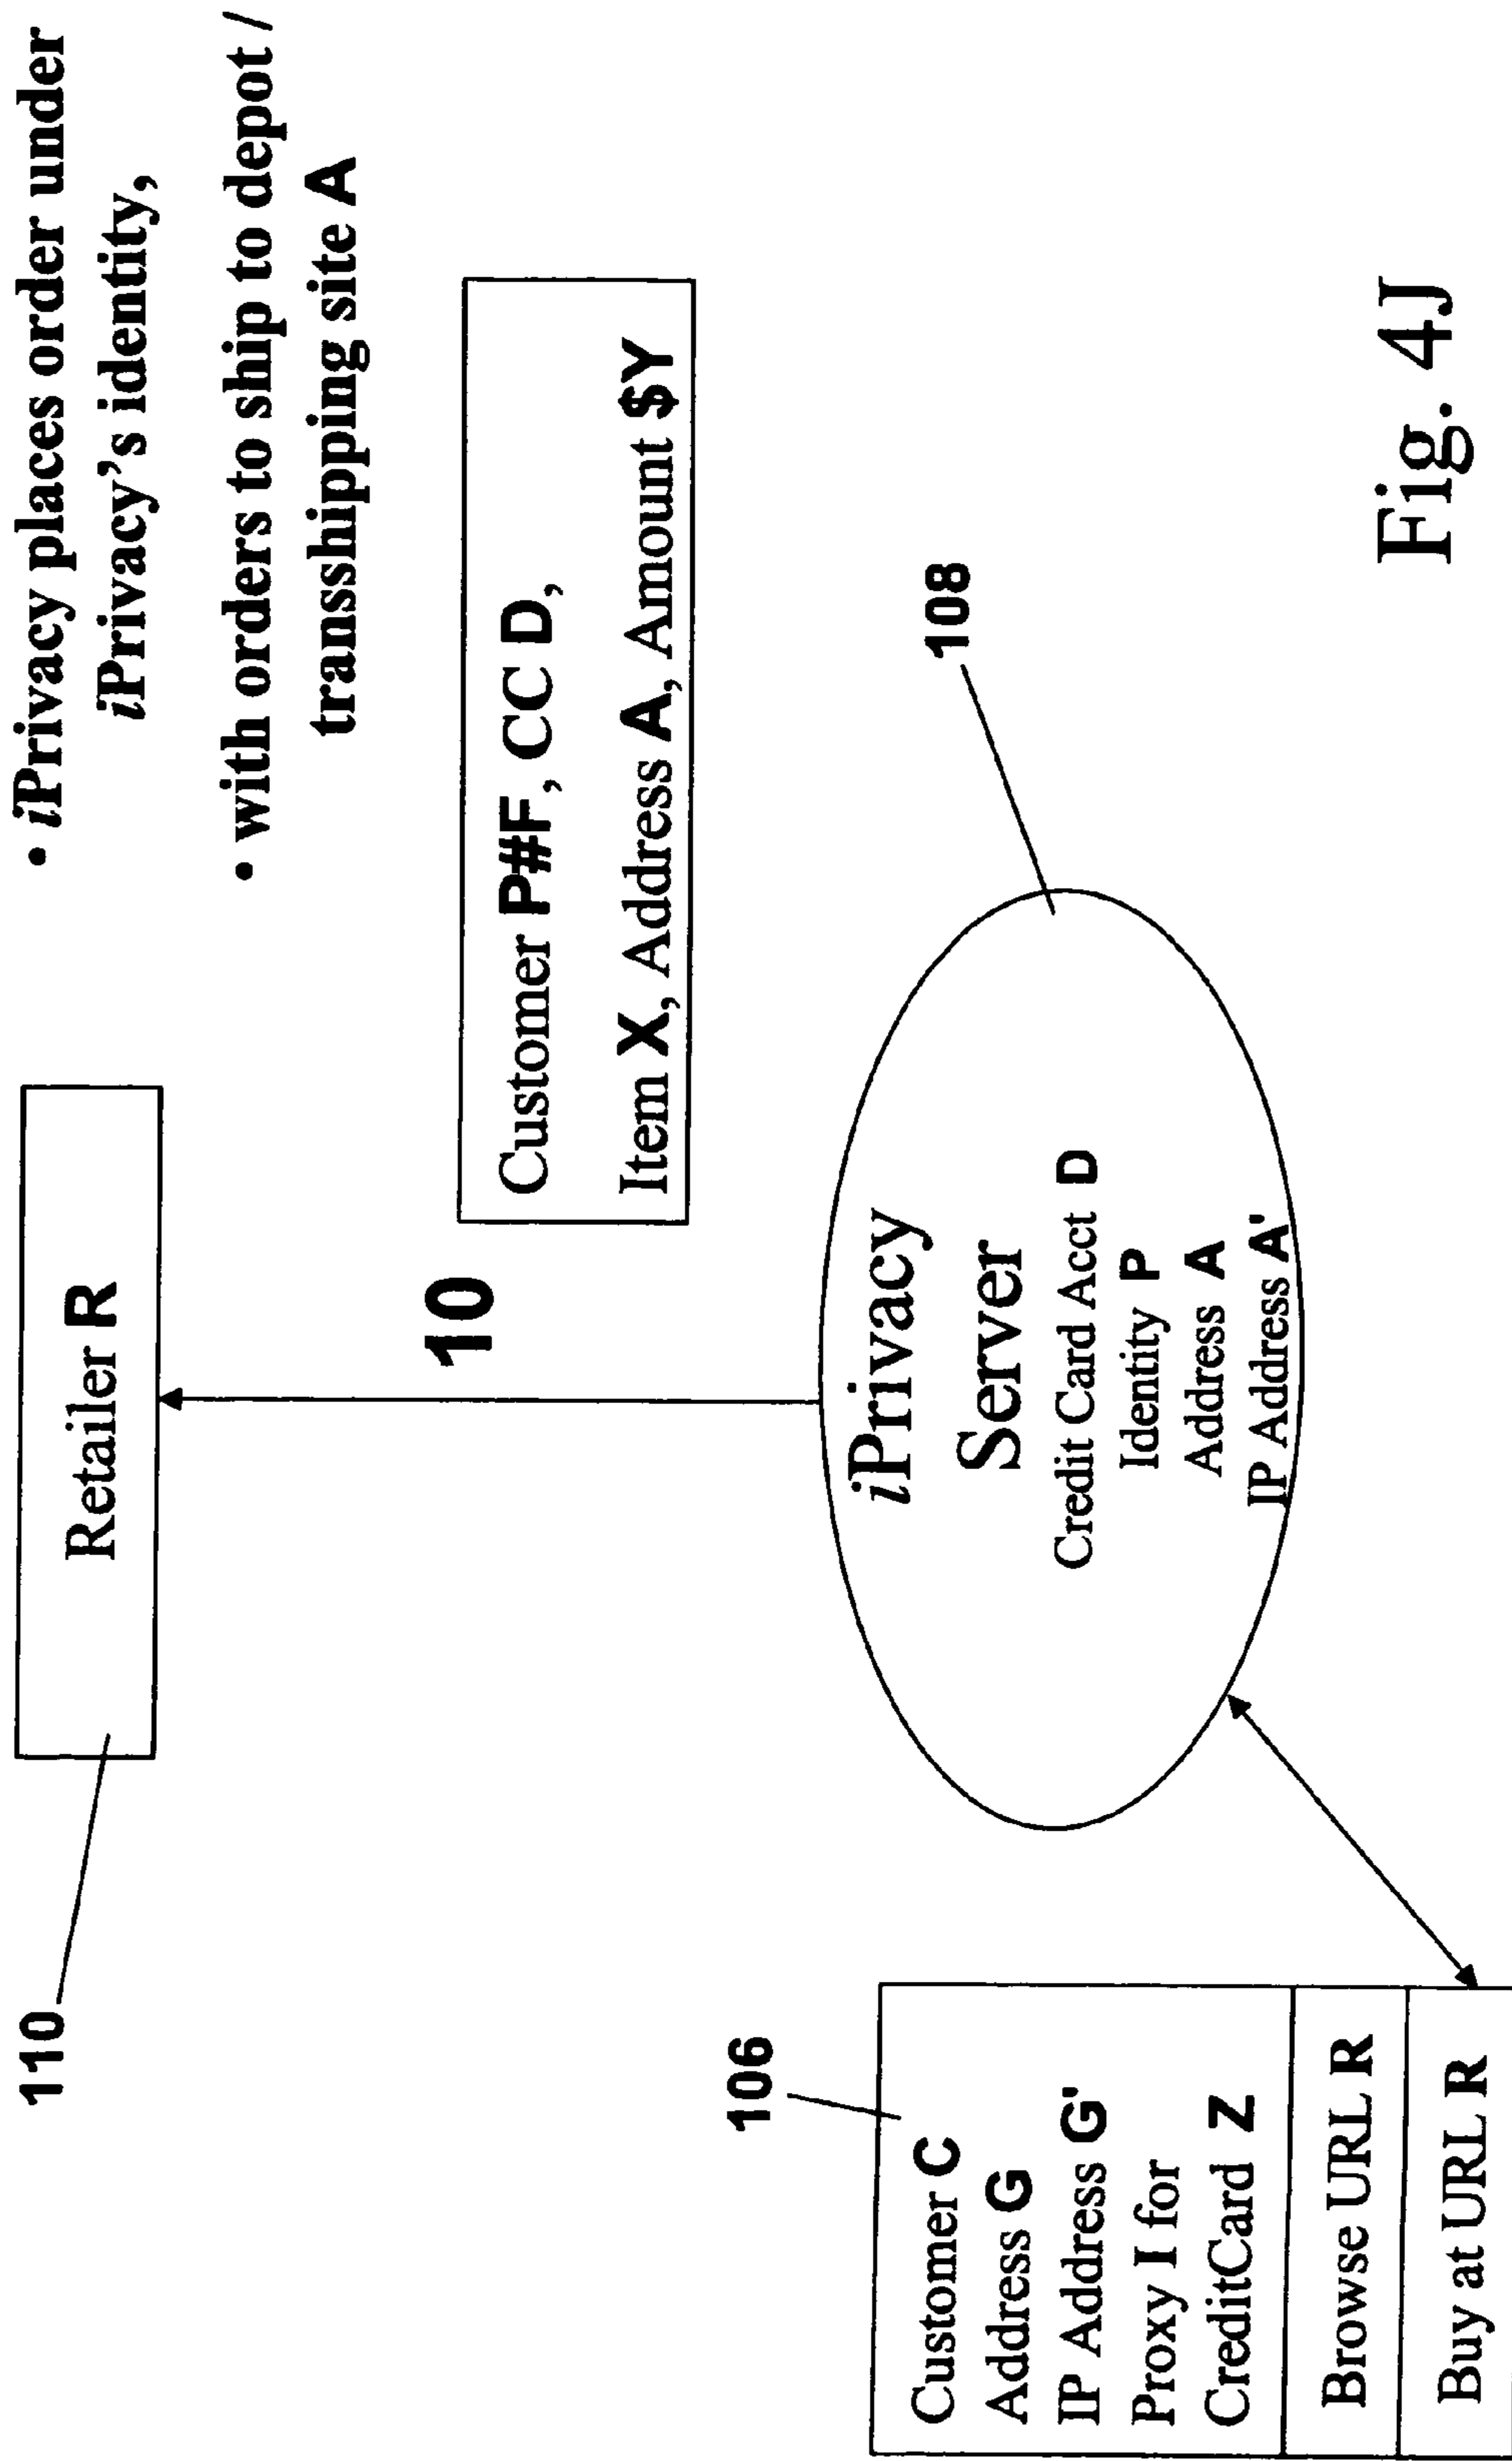 • iPrivacy places order under
iPrivacy's identity,
• with orders to ship to depot /
transshipping site A
110
Retailer R
10
Customer P#F, CC D,
Item X, Address A, Amount $Y
108
iPrivacy
Server
Credit Card Acct D
Identity P
Address A
IP Address A'
106
Customer C
Address G
IP Address G'
Proxy I for
CreditCard Z
Browse URL R
Buy at URL R
Fig. 4J